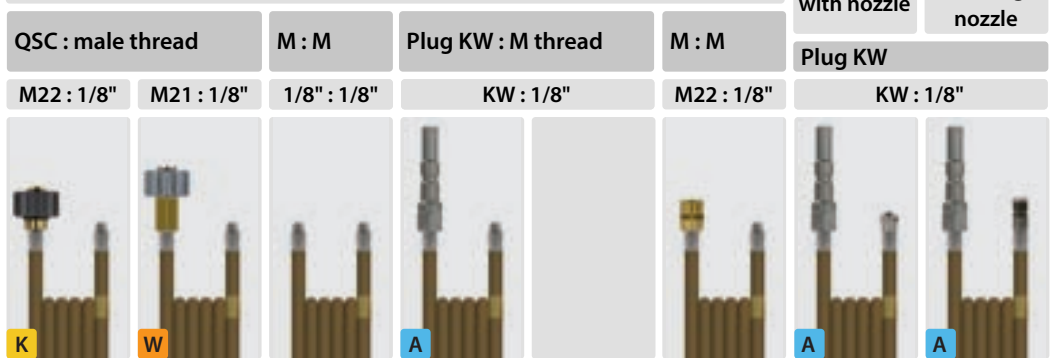 with nozzle
nozzle
QSC : male thread
M : M
Plug KW : M thread
M : M
Plug KW
M22 : 1/8"
M21 : 1/8"
1/8" : 1/8"
KW : 1/8"
M22 : 1/8"
KW : 1/8"
K
W
A
A
A